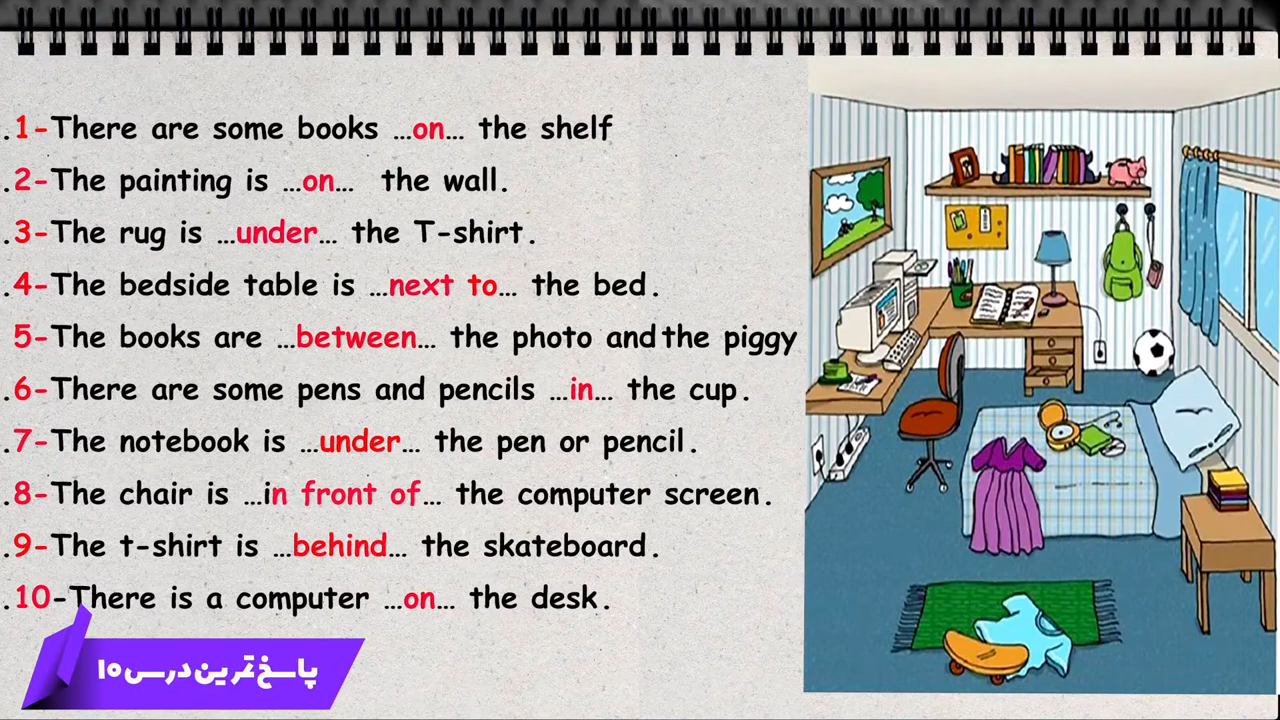 .1-There are some books ...on... the shelf
.2-The painting is ...on... the wall.
.3-The rug is ...under... the T-shirt.
.4-The bedside table is ...next to... the bed.
5-The books are ...between... the photo and the piggy
.6-There are some pens and pencils ...in... the cup.
.7-The notebook is ...under... the pen or pencil.
.8-The chair is ...in front of... the computer screen.
.9-The t-shirt is ...behind... the skateboard.
.10-There is a computer ...on... the desk.
پاسخ تمرین درس ۱۰